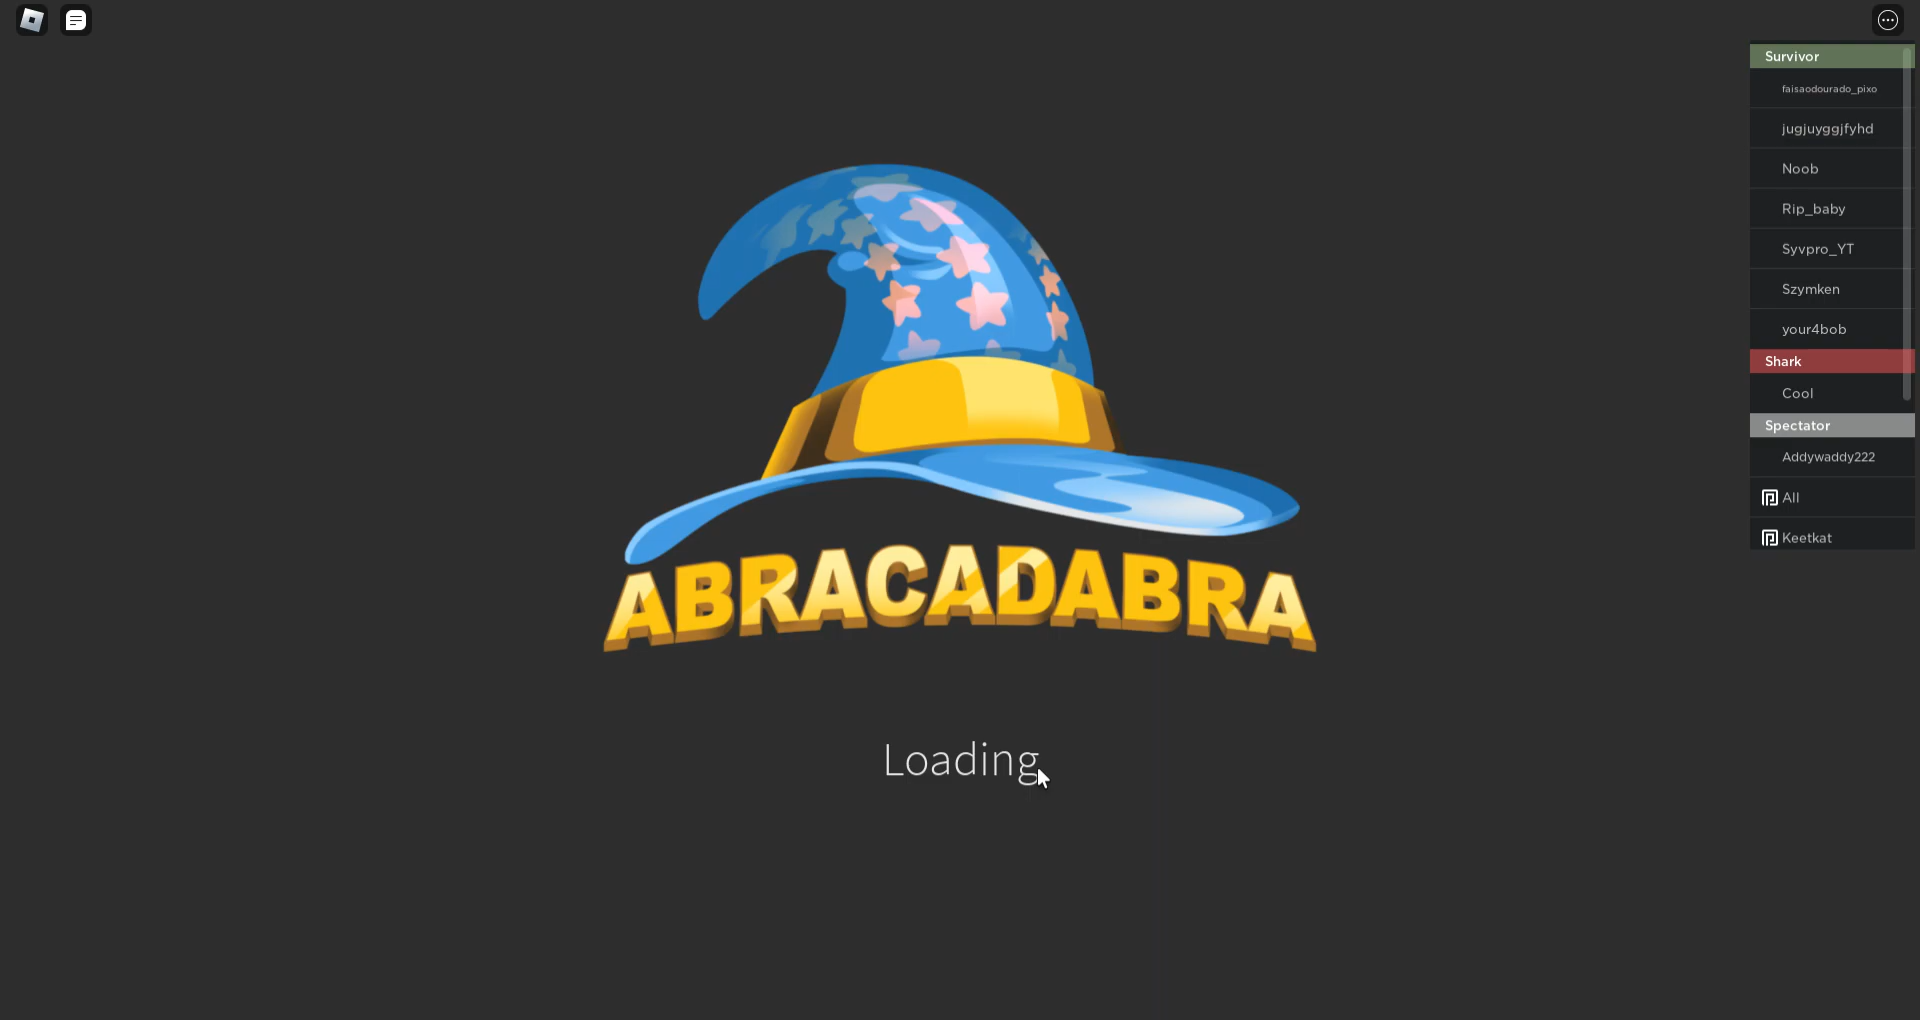 Survivor
faisaodourado_pixo
jugjuyggjfyhd
Noob
Rip_baby
Syvpro_YT
Szymken
your4bob
Shark
Cool
Spectator
Addywaddy222
All
Keetkat
ABRACADABRA
Loading